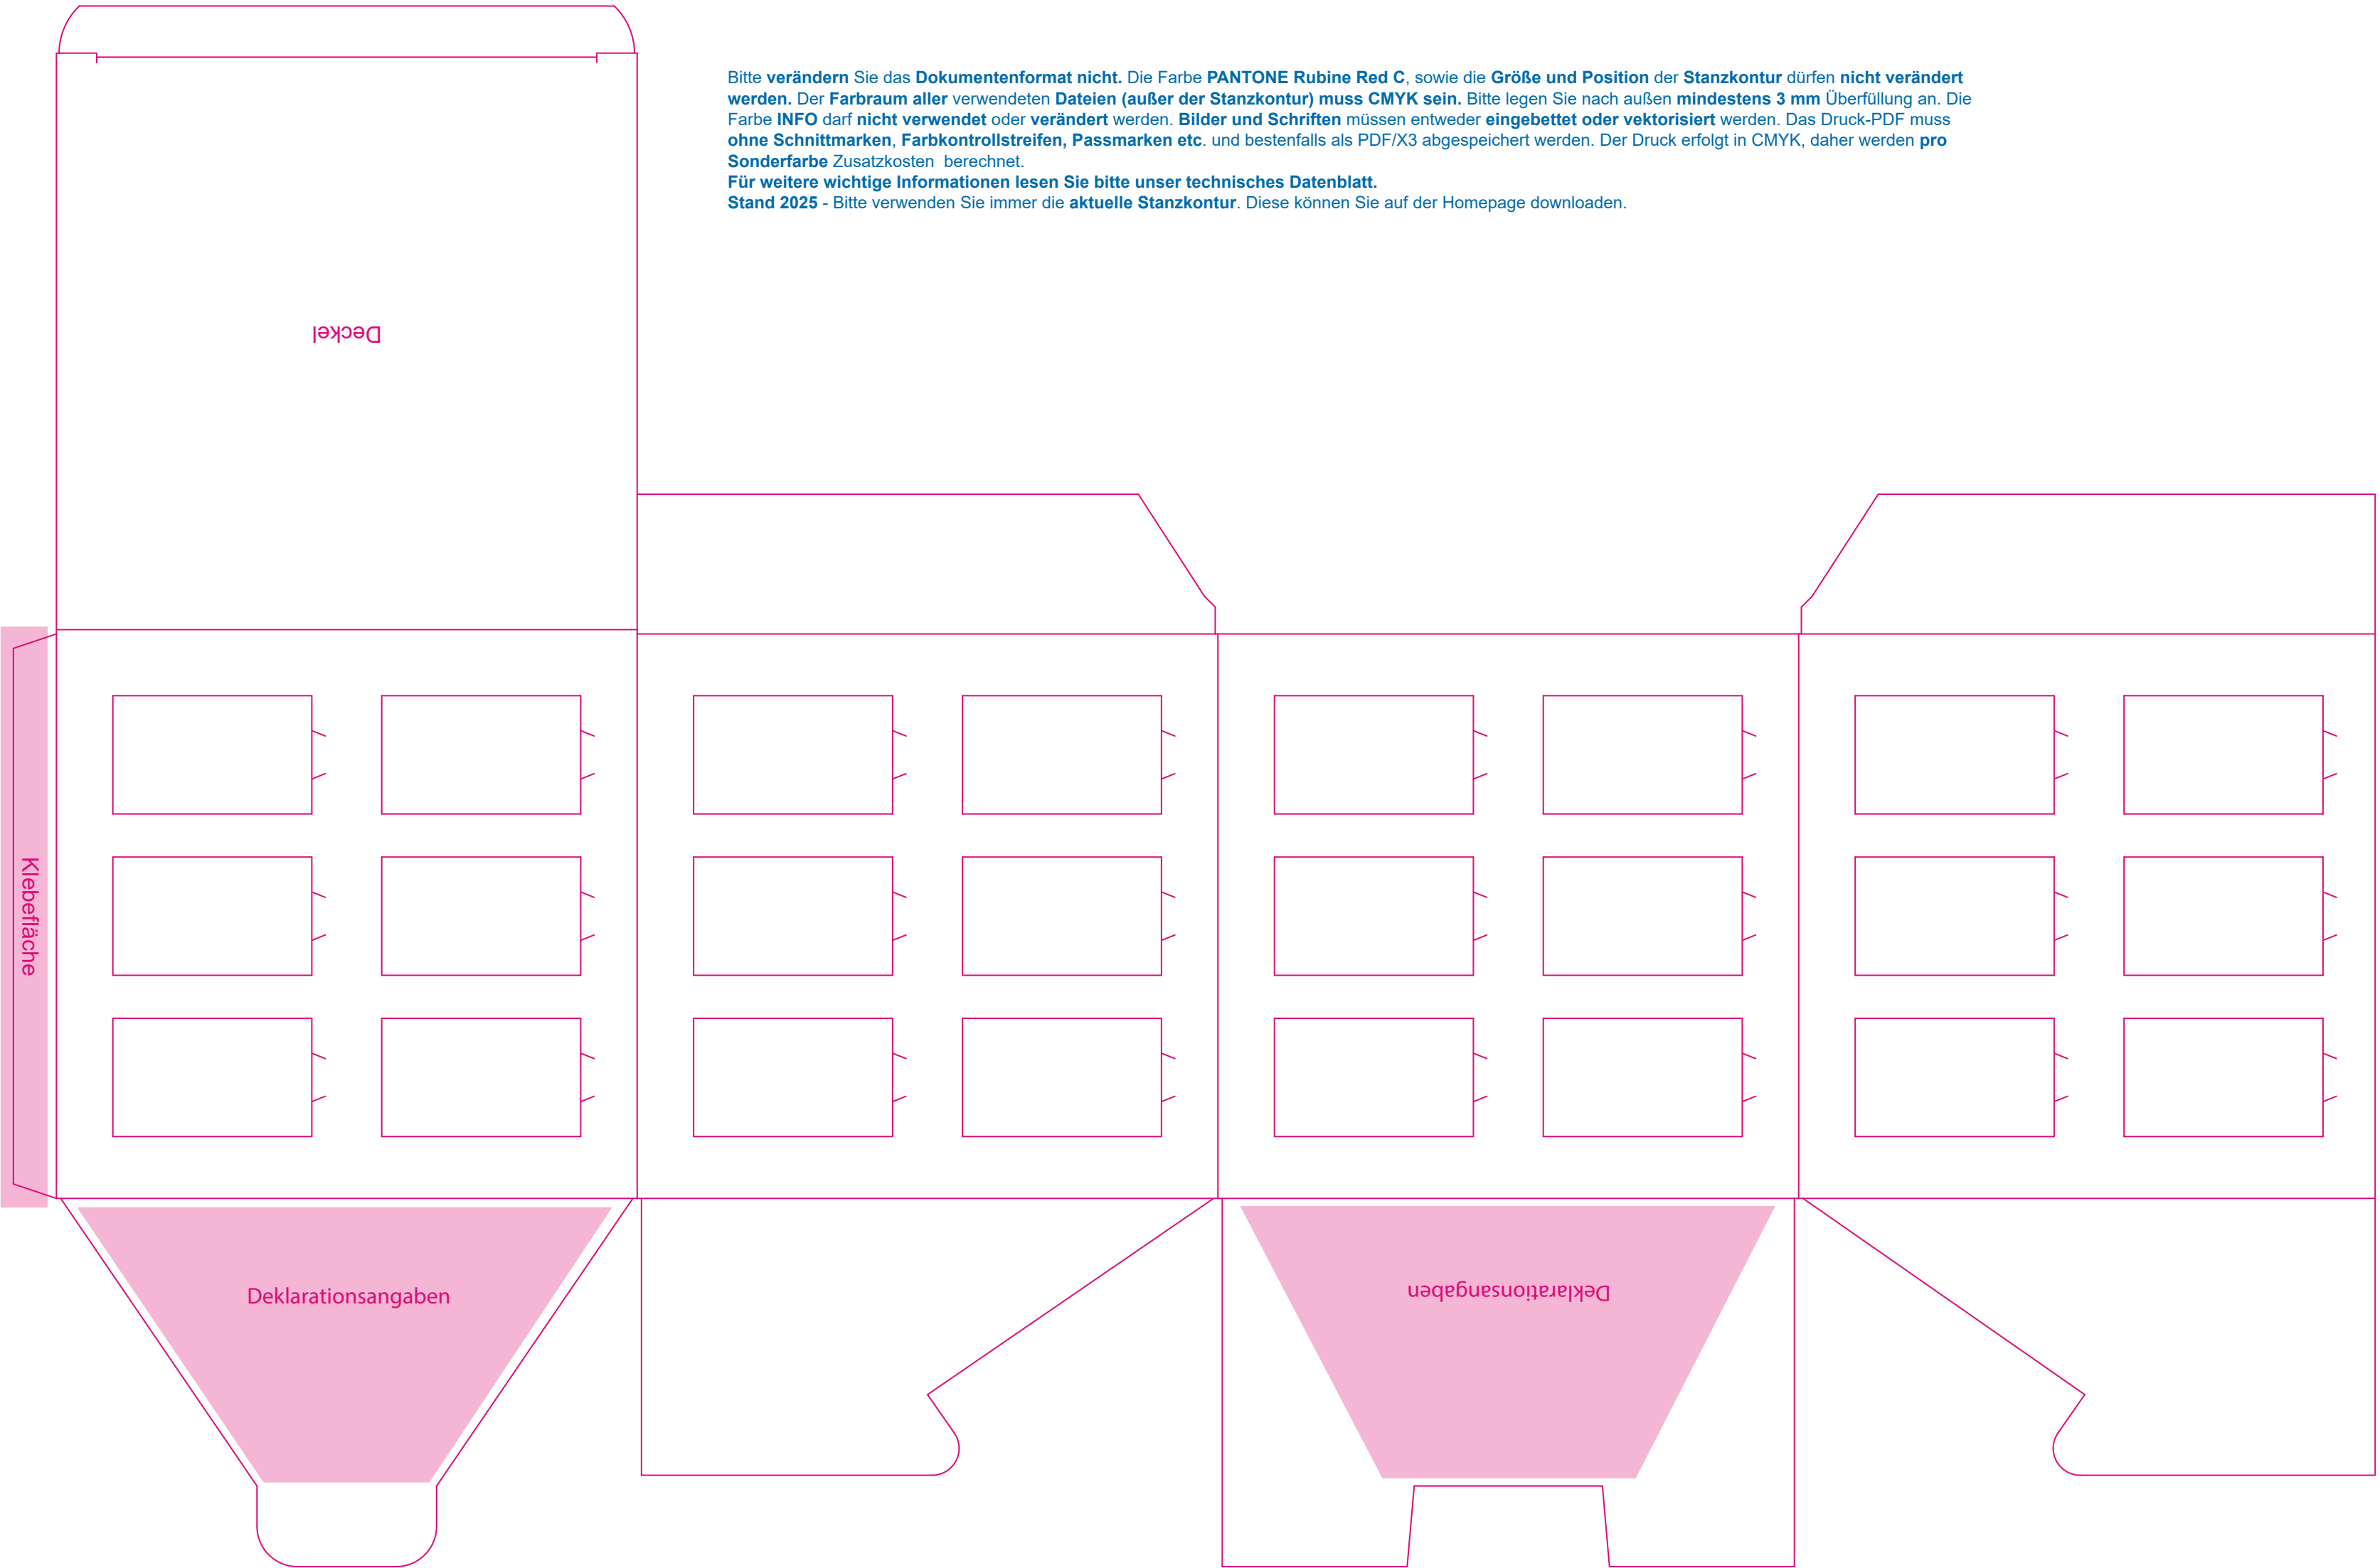 Bitte verändern Sie das Dokumentenformat nicht. Die Farbe PANTONE Rubine Red C, sowie die Größe und Position der Stanzkontur dürfen nicht verändert
werden. Der Farbraum aller verwendeten Dateien (außer der Stanzkontur) muss CMYK sein. Bitte legen Sie nach außen mindestens 3 mm Überfüllung an. Die
Farbe INFO darf nicht verwendet oder verändert werden. Bilder und Schriften müssen entweder eingebettet oder vektorisiert werden. Das Druck-PDF muss
ohne Schnittmarken, Farbkontrollstreifen, Passmarken etc. und bestenfalls als PDF/X3 abgespeichert werden. Der Druck erfolgt in CMYK, daher werden pro
Sonderfarbe Zusatzkosten  berechnet.
Für weitere wichtige Informationen lesen Sie bitte unser technisches Datenblatt.
Stand 2025 - Bitte verwenden Sie immer die aktuelle Stanzkontur. Diese können Sie auf der Homepage downloaden.
Deckel
Klebefläche
Deklarationsangaben
Deklarationsangaben